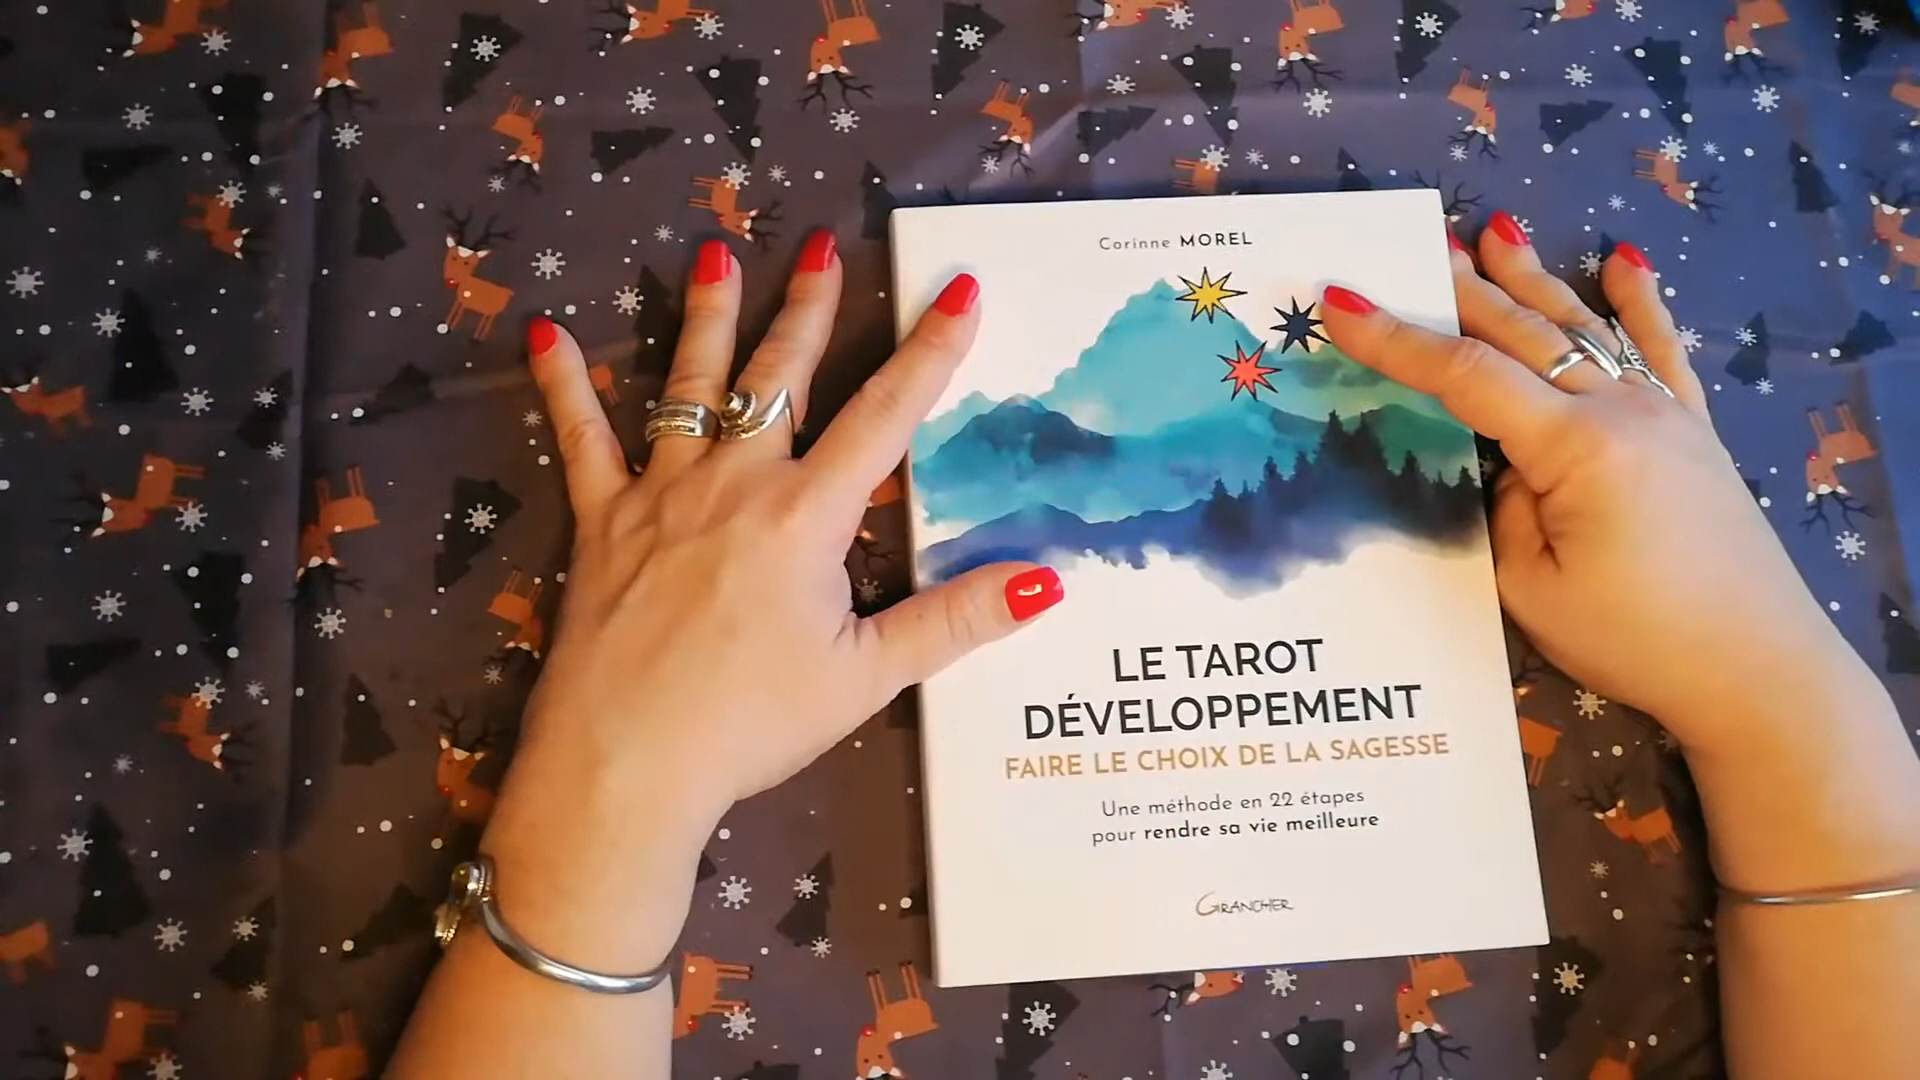 Corinne MOREL
LE TAROT
DÉVELOPPEMENT
FAIRE LE CHOIX DE LA SAGESSE
Une méthode en 22 étapes
pour rendre sa vie meilleure
GRANCHER